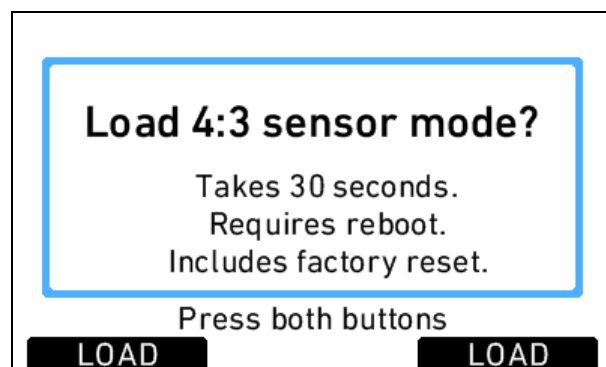 Load 4:3 sensor mode?
Takes 30 seconds.
Requires reboot.
Includes factory reset.
Press both buttons
LOAD LOAD